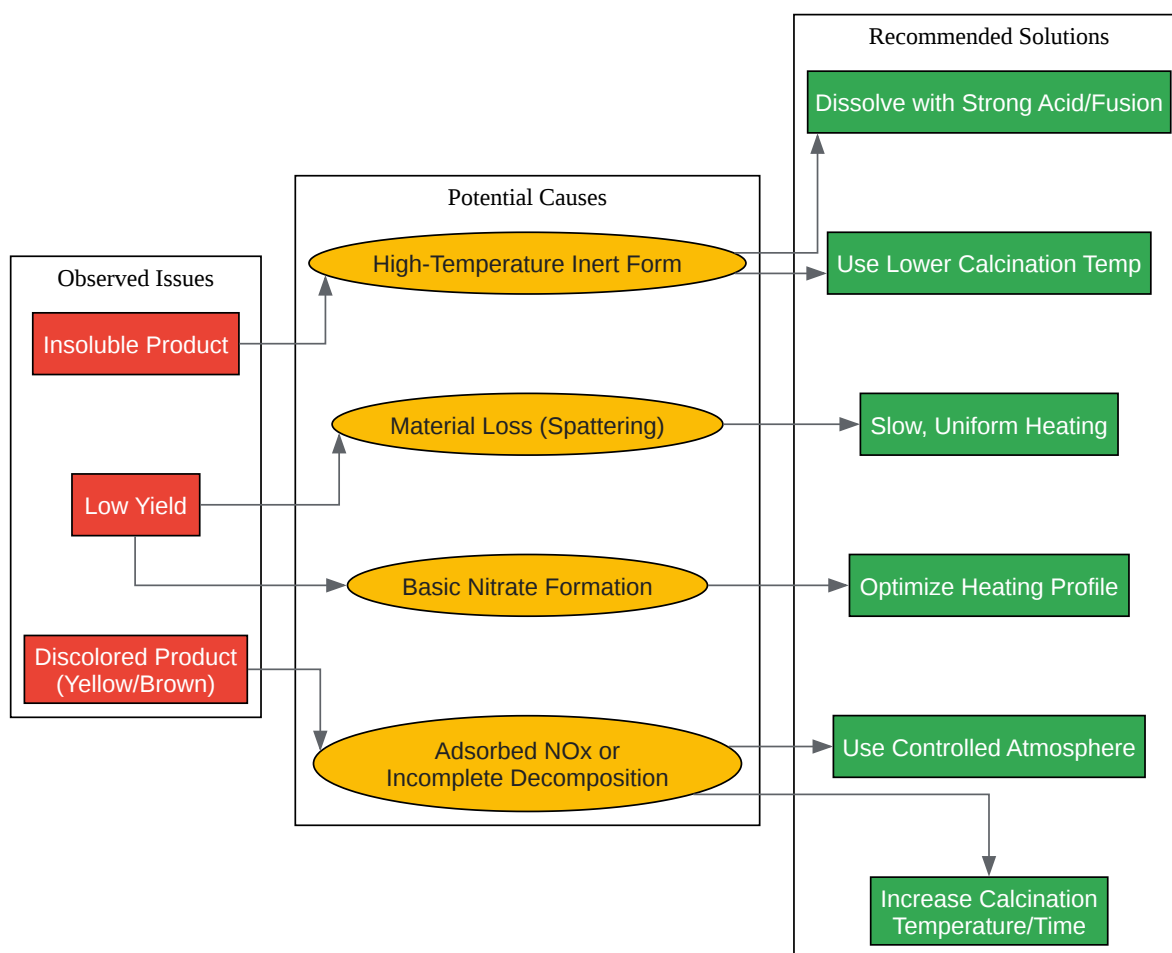 Observed Issues
Insoluble Product
Low Yield
Discolored Product
(Yellow/Brown)
Potential Causes
High-Temperature Inert Form
Material Loss (Spattering)
Basic Nitrate Formation
Adsorbed NOx or
Incomplete Decomposition
Recommended Solutions
Dissolve with Strong Acid/Fusion
Use Lower Calcination Temp
Slow, Uniform Heating
Optimize Heating Profile
Use Controlled Atmosphere
Increase Calcination
Temperature/Time